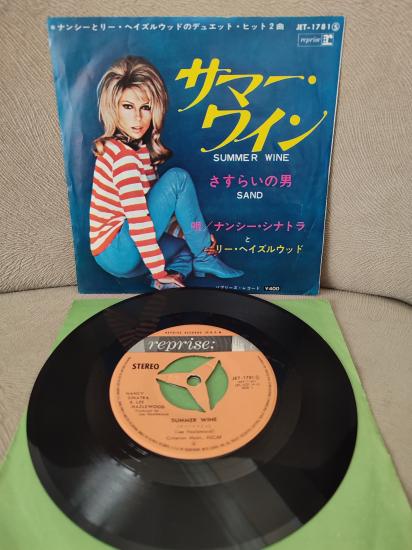 *ナンシーとリー・ヘイズルウッドのデュエット・ヒット2曲
JET-1781Ⓢ
reprise
サマー・
ワイン
SUMMER WINE
さすらいの男
SAND
唄/ナンシー・シナトラ
と
リー・ヘイズルウッド
リプリーズ・レコード ¥400
reprise:
STEREO
JET-1781Ⓢ
NANCY
SINATRA
& LEE
HAZLEWOOD
SUMMER WINE
(Lee Hazlewood)